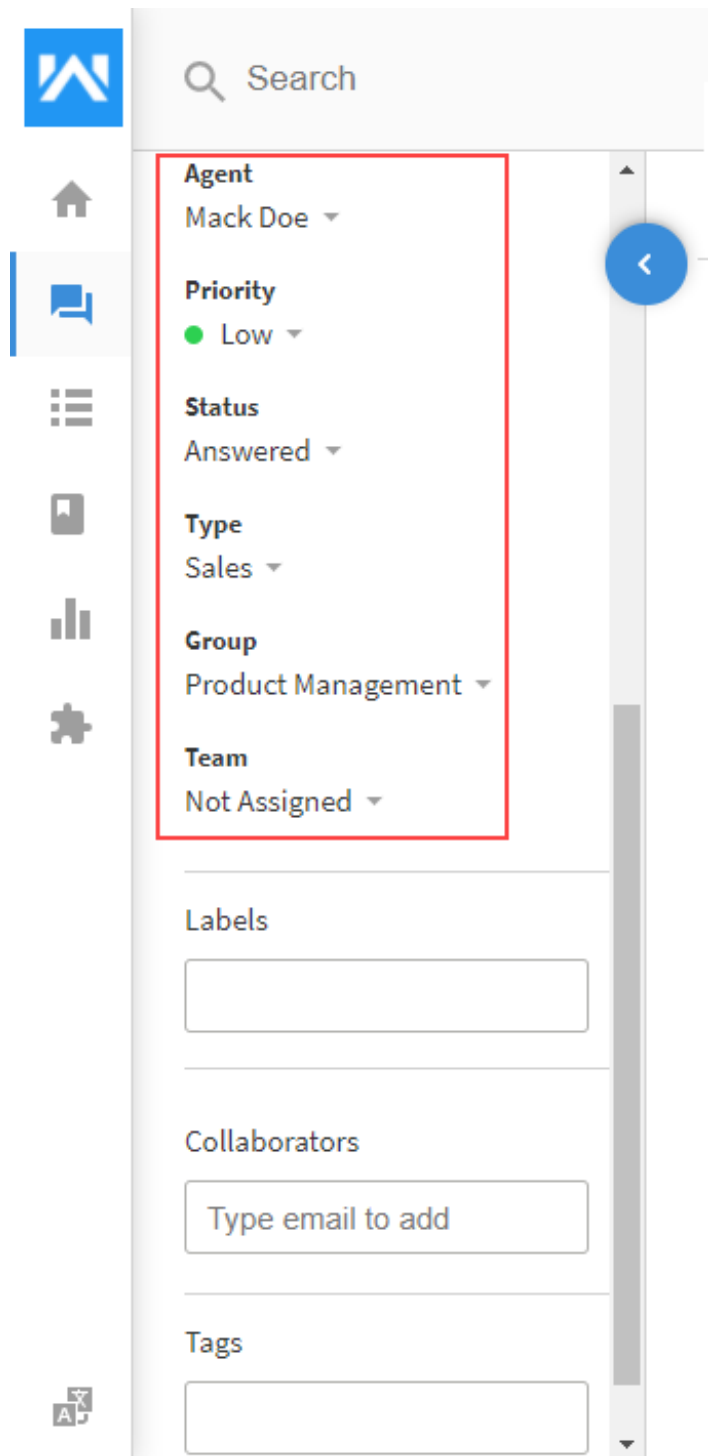 Search
Agent
Mack Doe
Priority
Low
Status
Answered
Type
Sales
Group
Product Management
Team
Not Assigned
Labels
Collaborators
Type email to add
Tags
A 文